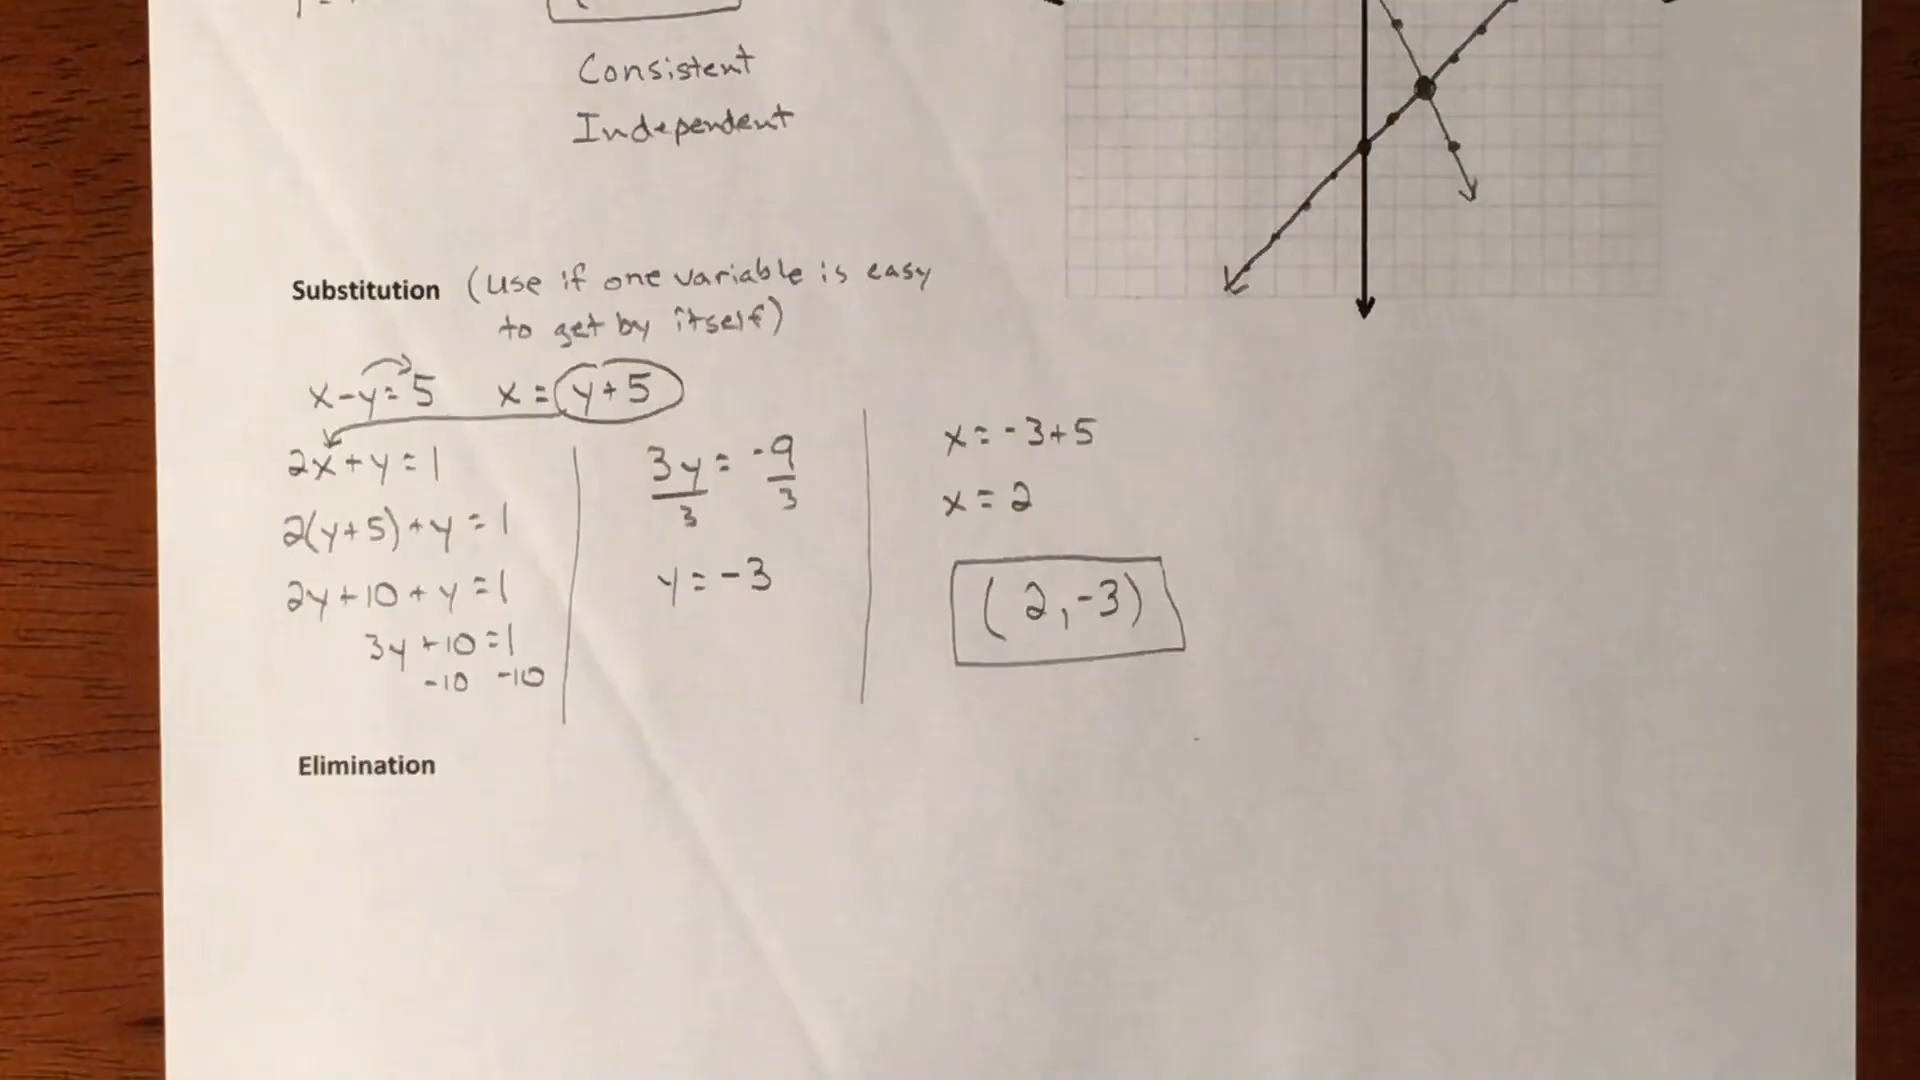 Consistent
Independent
Substitution (Use if one variable is easy
to get by itself)
x-y=5 x = y+5
2x+y=1
2(y+5)+y=1
2y+10+y=1
3y+10=1
-10 -10
3y = -9
3 3
y=-3
x=-3+5
x=2
(2,-3)
Elimination